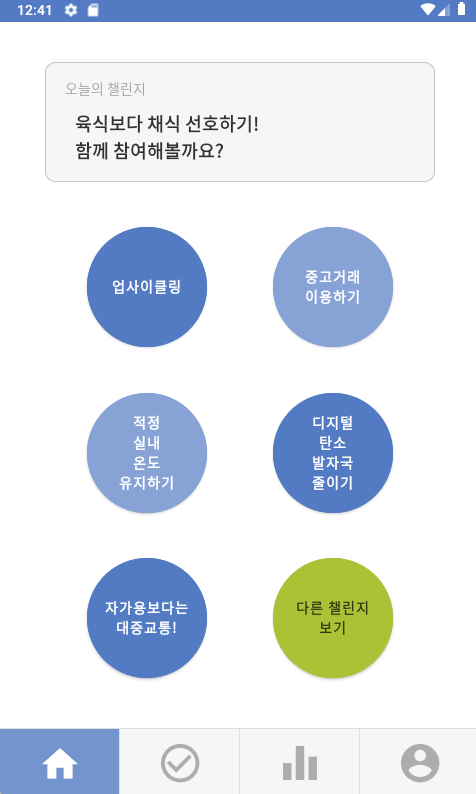 12:41
오늘의 챌린지
육식보다 채식 선호하기!
함께 참여해볼까요?
업사이클링
중고거래
이용하기
적정
실내
온도
유지하기
디지털
탄소
발자국
줄이기
자가용보다는
대중교통!
다른 챌린지
보기